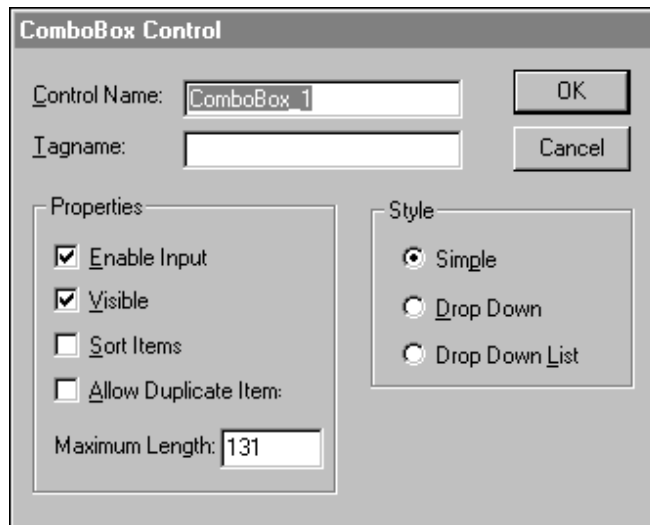 ComboBox Control
Control Name: ComboBox_1
OK
Tagname:
Cancel
Properties
Enable Input
Visible
Sort Items
Allow Duplicate Item:
Maximum Length: 131
Style
Simple
Drop Down
Drop Down List